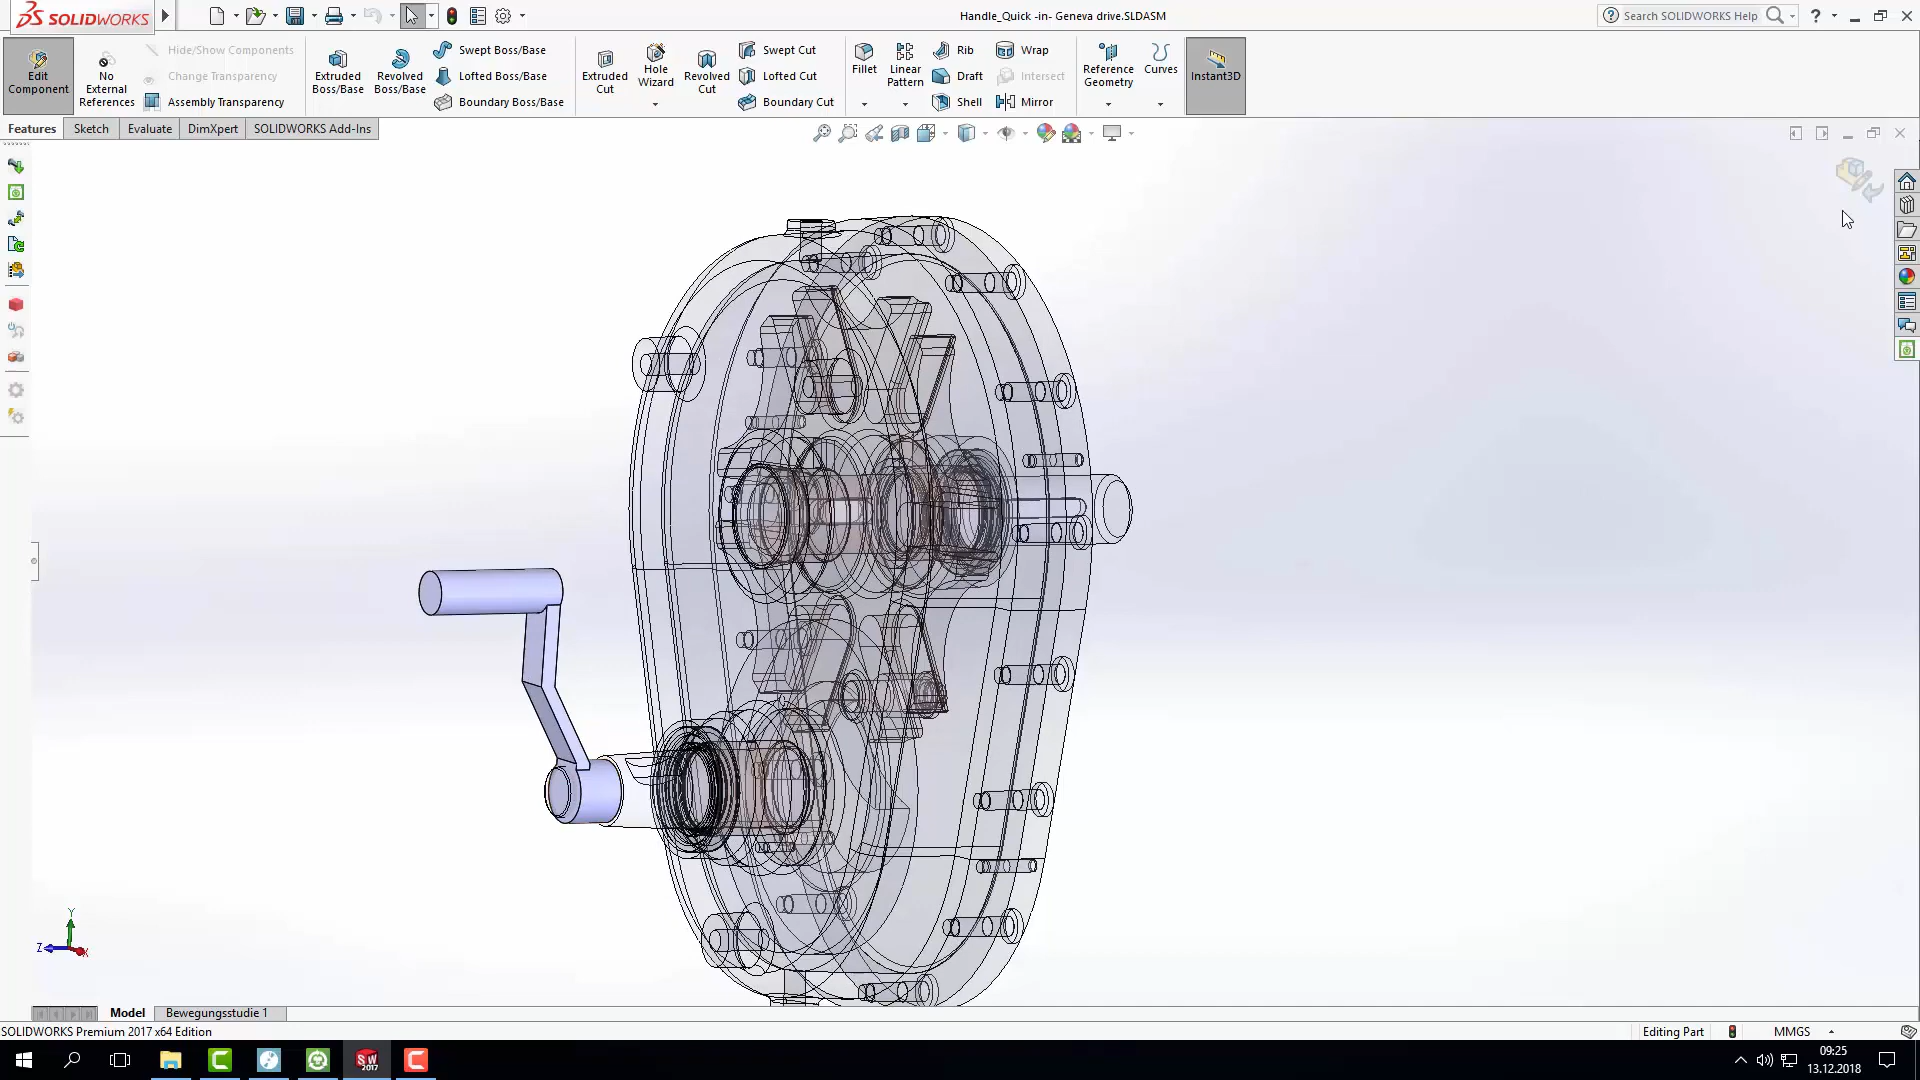 SOLIDWORKS
Handle_Quick -in- Geneva drive.SLDASM
Search SOLIDWORKS Help
?
Edit Component
No External References
Hide/Show Components
Change Transparency
Assembly Transparency
Extruded Boss/Base
Revolved Boss/Base
Swept Boss/Base
Lofted Boss/Base
Boundary Boss/Base
Extruded Cut
Hole Wizard
Revolved Cut
Swept Cut
Lofted Cut
Boundary Cut
Fillet
Linear Pattern
Rib
Draft
Shell
Wrap
Intersect
Mirror
Reference Geometry
Curves
Instant3D
Features
Sketch
Evaluate
DimXpert
SOLIDWORKS Add-Ins
Y
Z
X
Model
Bewegungsstudie 1
SOLIDWORKS Premium 2017 x64 Edition
Editing Part
MMGS
SW 2017
09:25
13.12.2018